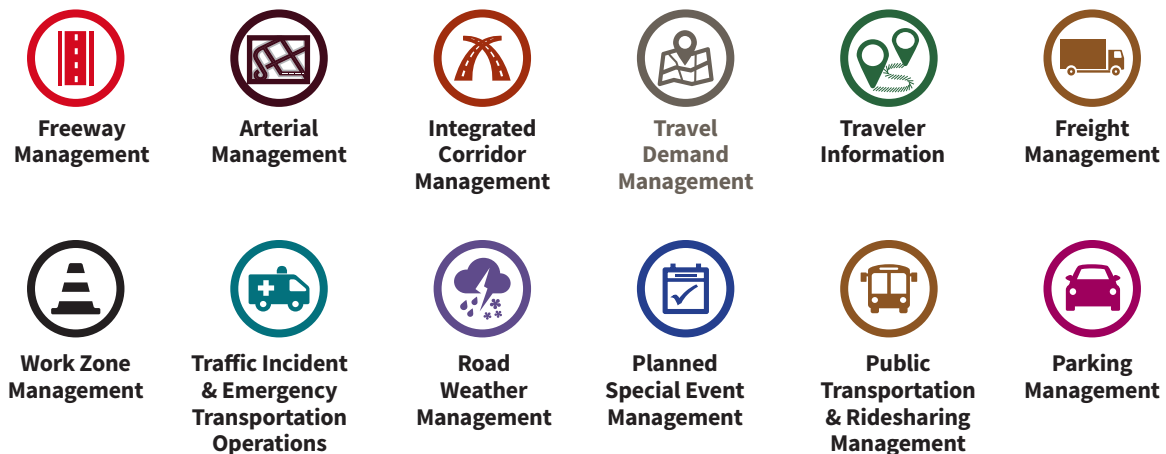 Freeway
Management
Arterial
Management
Integrated
Corridor
Management
Travel
Demand
Management
Traveler
Information
Freight
Management
Work Zone
Management
Traffic Incident
& Emergency
Transportation
Operations
Road
Weather
Management
Planned
Special Event
Management
Public
Transportation
& Ridesharing
Management
Parking
Management